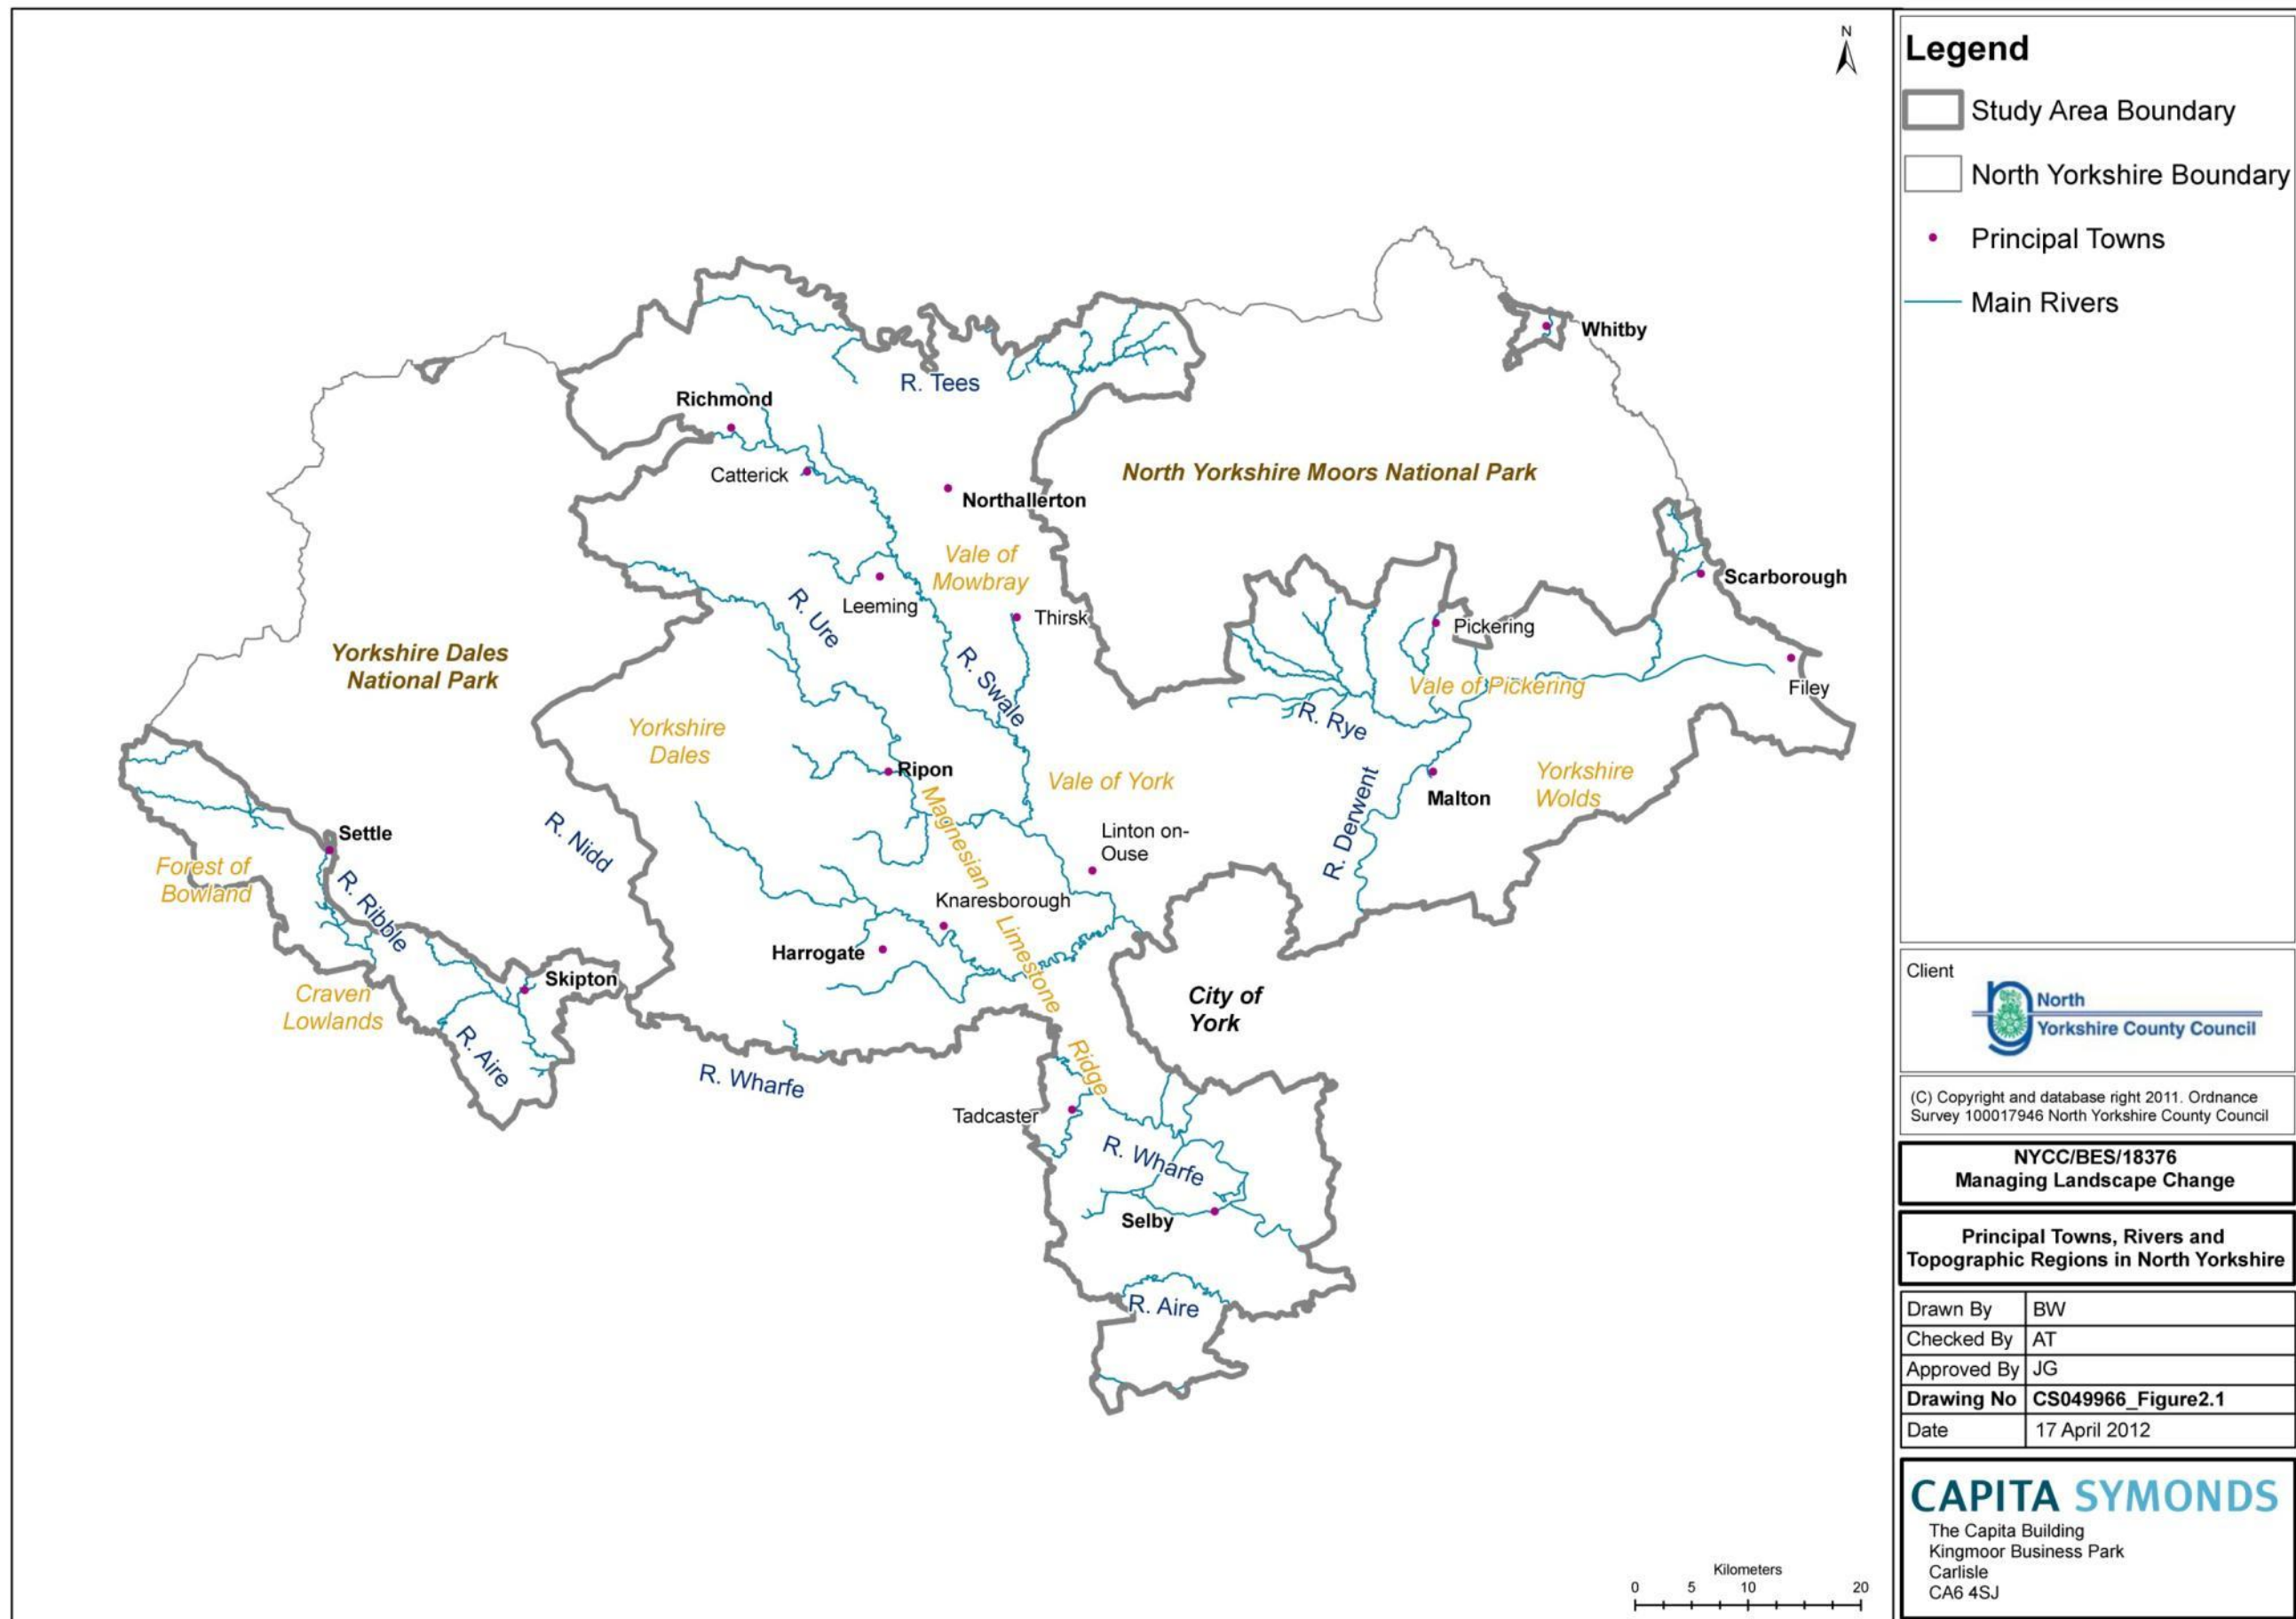 N
Whitby
R. Tees
Richmond
Catterick
North Yorkshire Moors National Park
Northallerton
Vale of
Mowbray
Scarborough
R. Ure
Leeming
Thirsk
Pickering
Yorkshire Dales
National Park
R. Swale
Vale of Pickering
Filey
Yorkshire
Dales
R. Rye
Ripon
Vale of York
Yorkshire
Wolds
Malton
R. Derwent
Magnesian
Limestone
Ridge
Settle
R. Nidd
Linton on-
Ouse
Forest of
Bowland
R. Ribble
Knaresborough
Harrogate
Skipton
Craven
Lowlands
City of
York
R. Aire
R. Wharfe
Tadcaster
R. Wharfe
Selby
R. Aire
Kilometers
0 5 10 20
Legend
Study Area Boundary
North Yorkshire Boundary
Principal Towns
Main Rivers
Client
North
Yorkshire County Council
(C) Copyright and database right 2011. Ordnance
Survey 100017946 North Yorkshire County Council
NYCC/BES/18376
Managing Landscape Change
Principal Towns, Rivers and
Topographic Regions in North Yorkshire
Drawn By BW
Checked By AT
Approved By JG
Drawing No CS049966_Figure2.1
Date 17 April 2012
CAPITA SYMONDS
The Capita Building
Kingmoor Business Park
Carlisle
CA6 4SJ